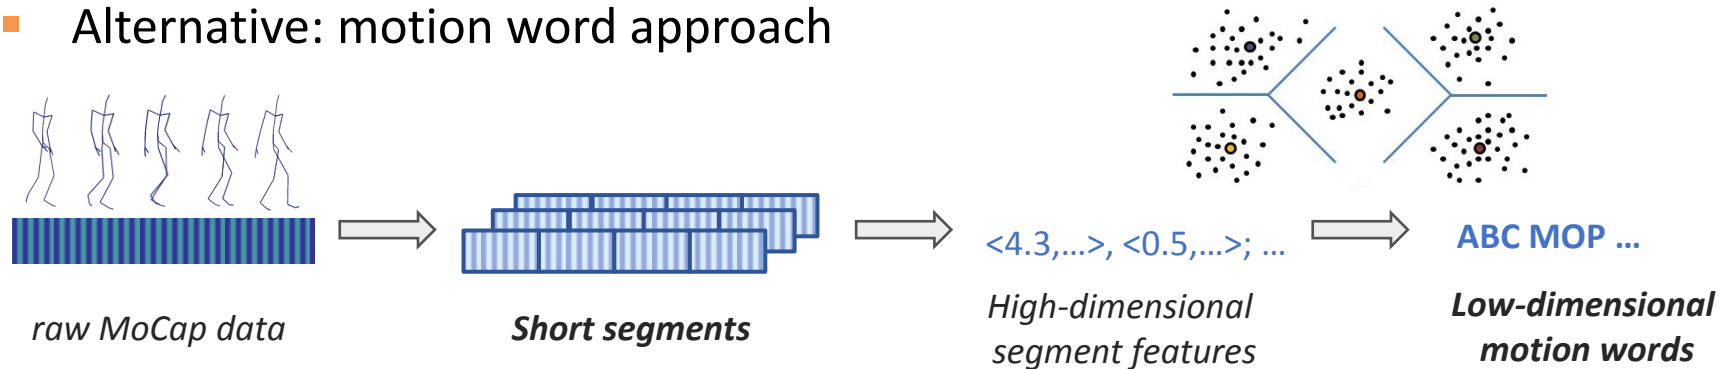 Alternative: motion word approach
<4.3,...>, <0.5,...>; ...
ABC MOP ...
raw MoCap data
Short segments
High-dimensional
segment features
Low-dimensional
motion words